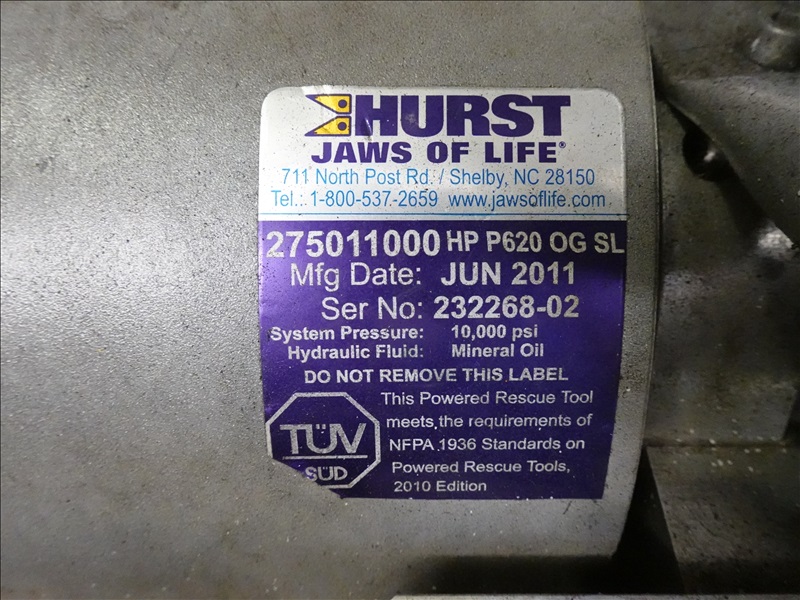 HURST
JAWS OF LIFE®
711 North Post Rd. / Shelby, NC 28150
Tel.: 1-800-537-2659 www.jawsoflife.com
275011000 HP P620 OG SL
Mfg Date: JUN 2011
Ser No: 232268-02
System Pressure: 10,000 psi
Hydraulic Fluid: Mineral Oil
DO NOT REMOVE THIS LABEL
This Powered Rescue Tool
meets the requirements of
NFPA 1936 Standards on
Powered Rescue Tools,
2010 Edition
TÜV
SÜD